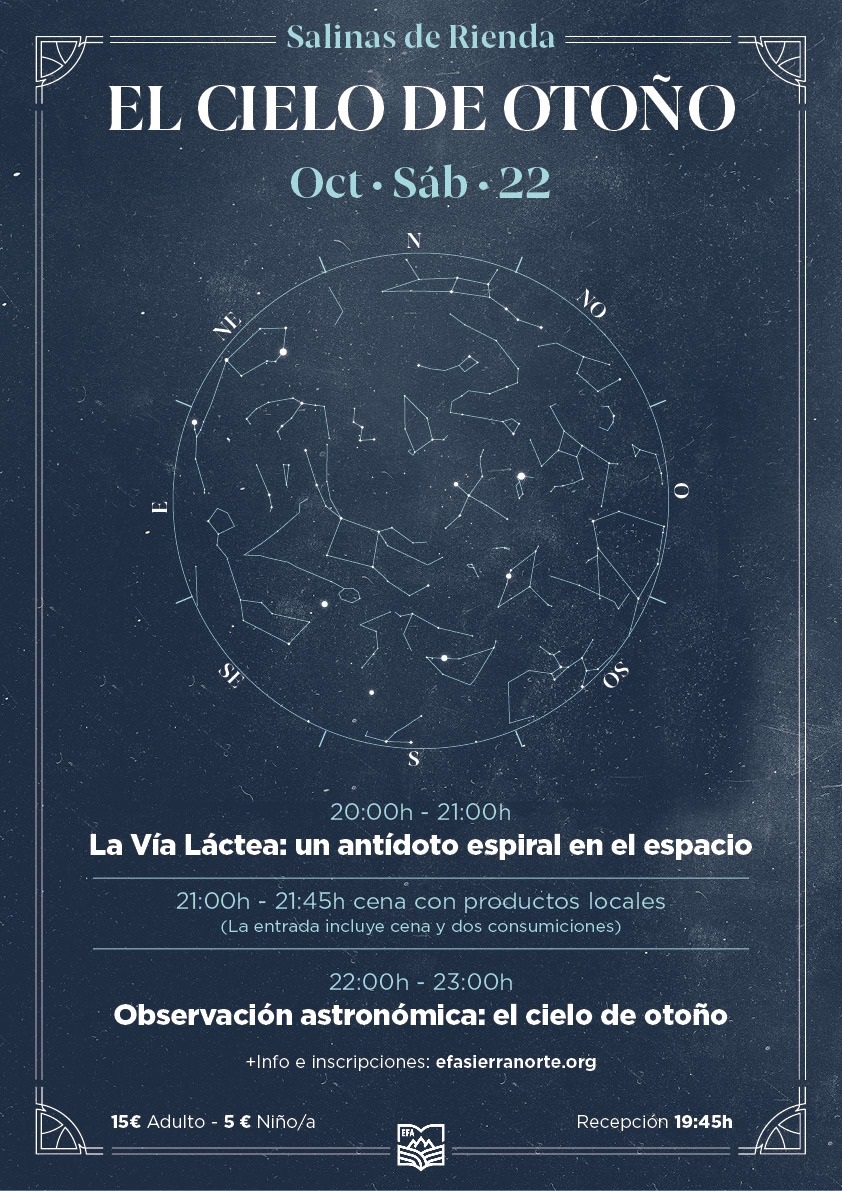 Salinas de Rienda
EL CIELO DE OTOÑO
Oct • Sáb • 22
N
NE
NO
E
O
SE
OS
S
20:00h - 21:00h
La Vía Láctea: un antídoto espiral en el espacio
21:00h - 21:45h cena con productos locales
(La entrada incluye cena y dos consumiciones)
22:00h - 23:00h
Observación astronómica: el cielo de otoño
+Info e inscripciones: efasierranorte.org
15€ Adulto - 5 € Niño/a
Recepción 19:45h
EFA